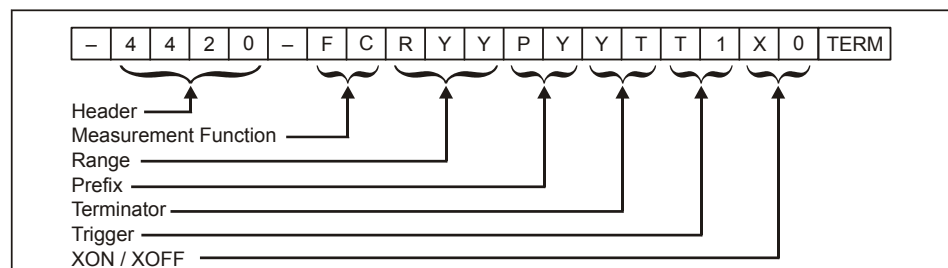 – 4 4 2 0 – F C R Y Y P Y Y T T 1 X 0 TERM
Header
Measurement Function
Range
Prefix
Terminator
Trigger
XON / XOFF